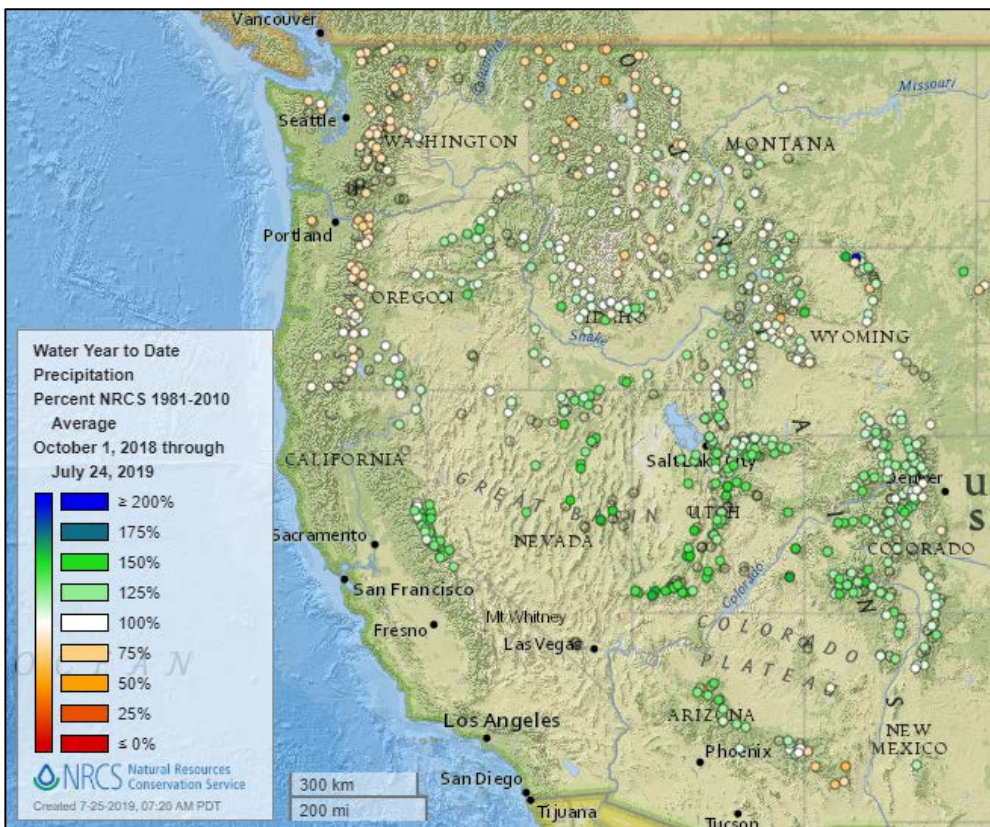 Vancouver
Columbia
Missouri
Seattle
WASHINGTON
MONTANA
Portland
OREGON
IDAHO
Snake
WYOMING
Water Year to Date
Precipitation
Percent NRCS 1981-2010
Average
October 1, 2018 through
July 24, 2019
≥ 200%
175%
150%
125%
100%
75%
50%
25%
≤ 0%
NRCS Natural Resources
Conservation Service
Created 7-25-2019, 07:20 AM PDT
CALIFORNIA
Salt Lake City
Denver
U
S
GREAT BASIN
UTAH
NEVADA
COLORADO
Sacramento
San Francisco
Colorado
Mt Whitney
Fresno
Las Vegas
COLORADO
PLATEAU
OCEAN
Los Angeles
ARIZONA
NEW
MEXICO
Phoenix
300 km
200 mi
San Diego
Tijuana
Tucson